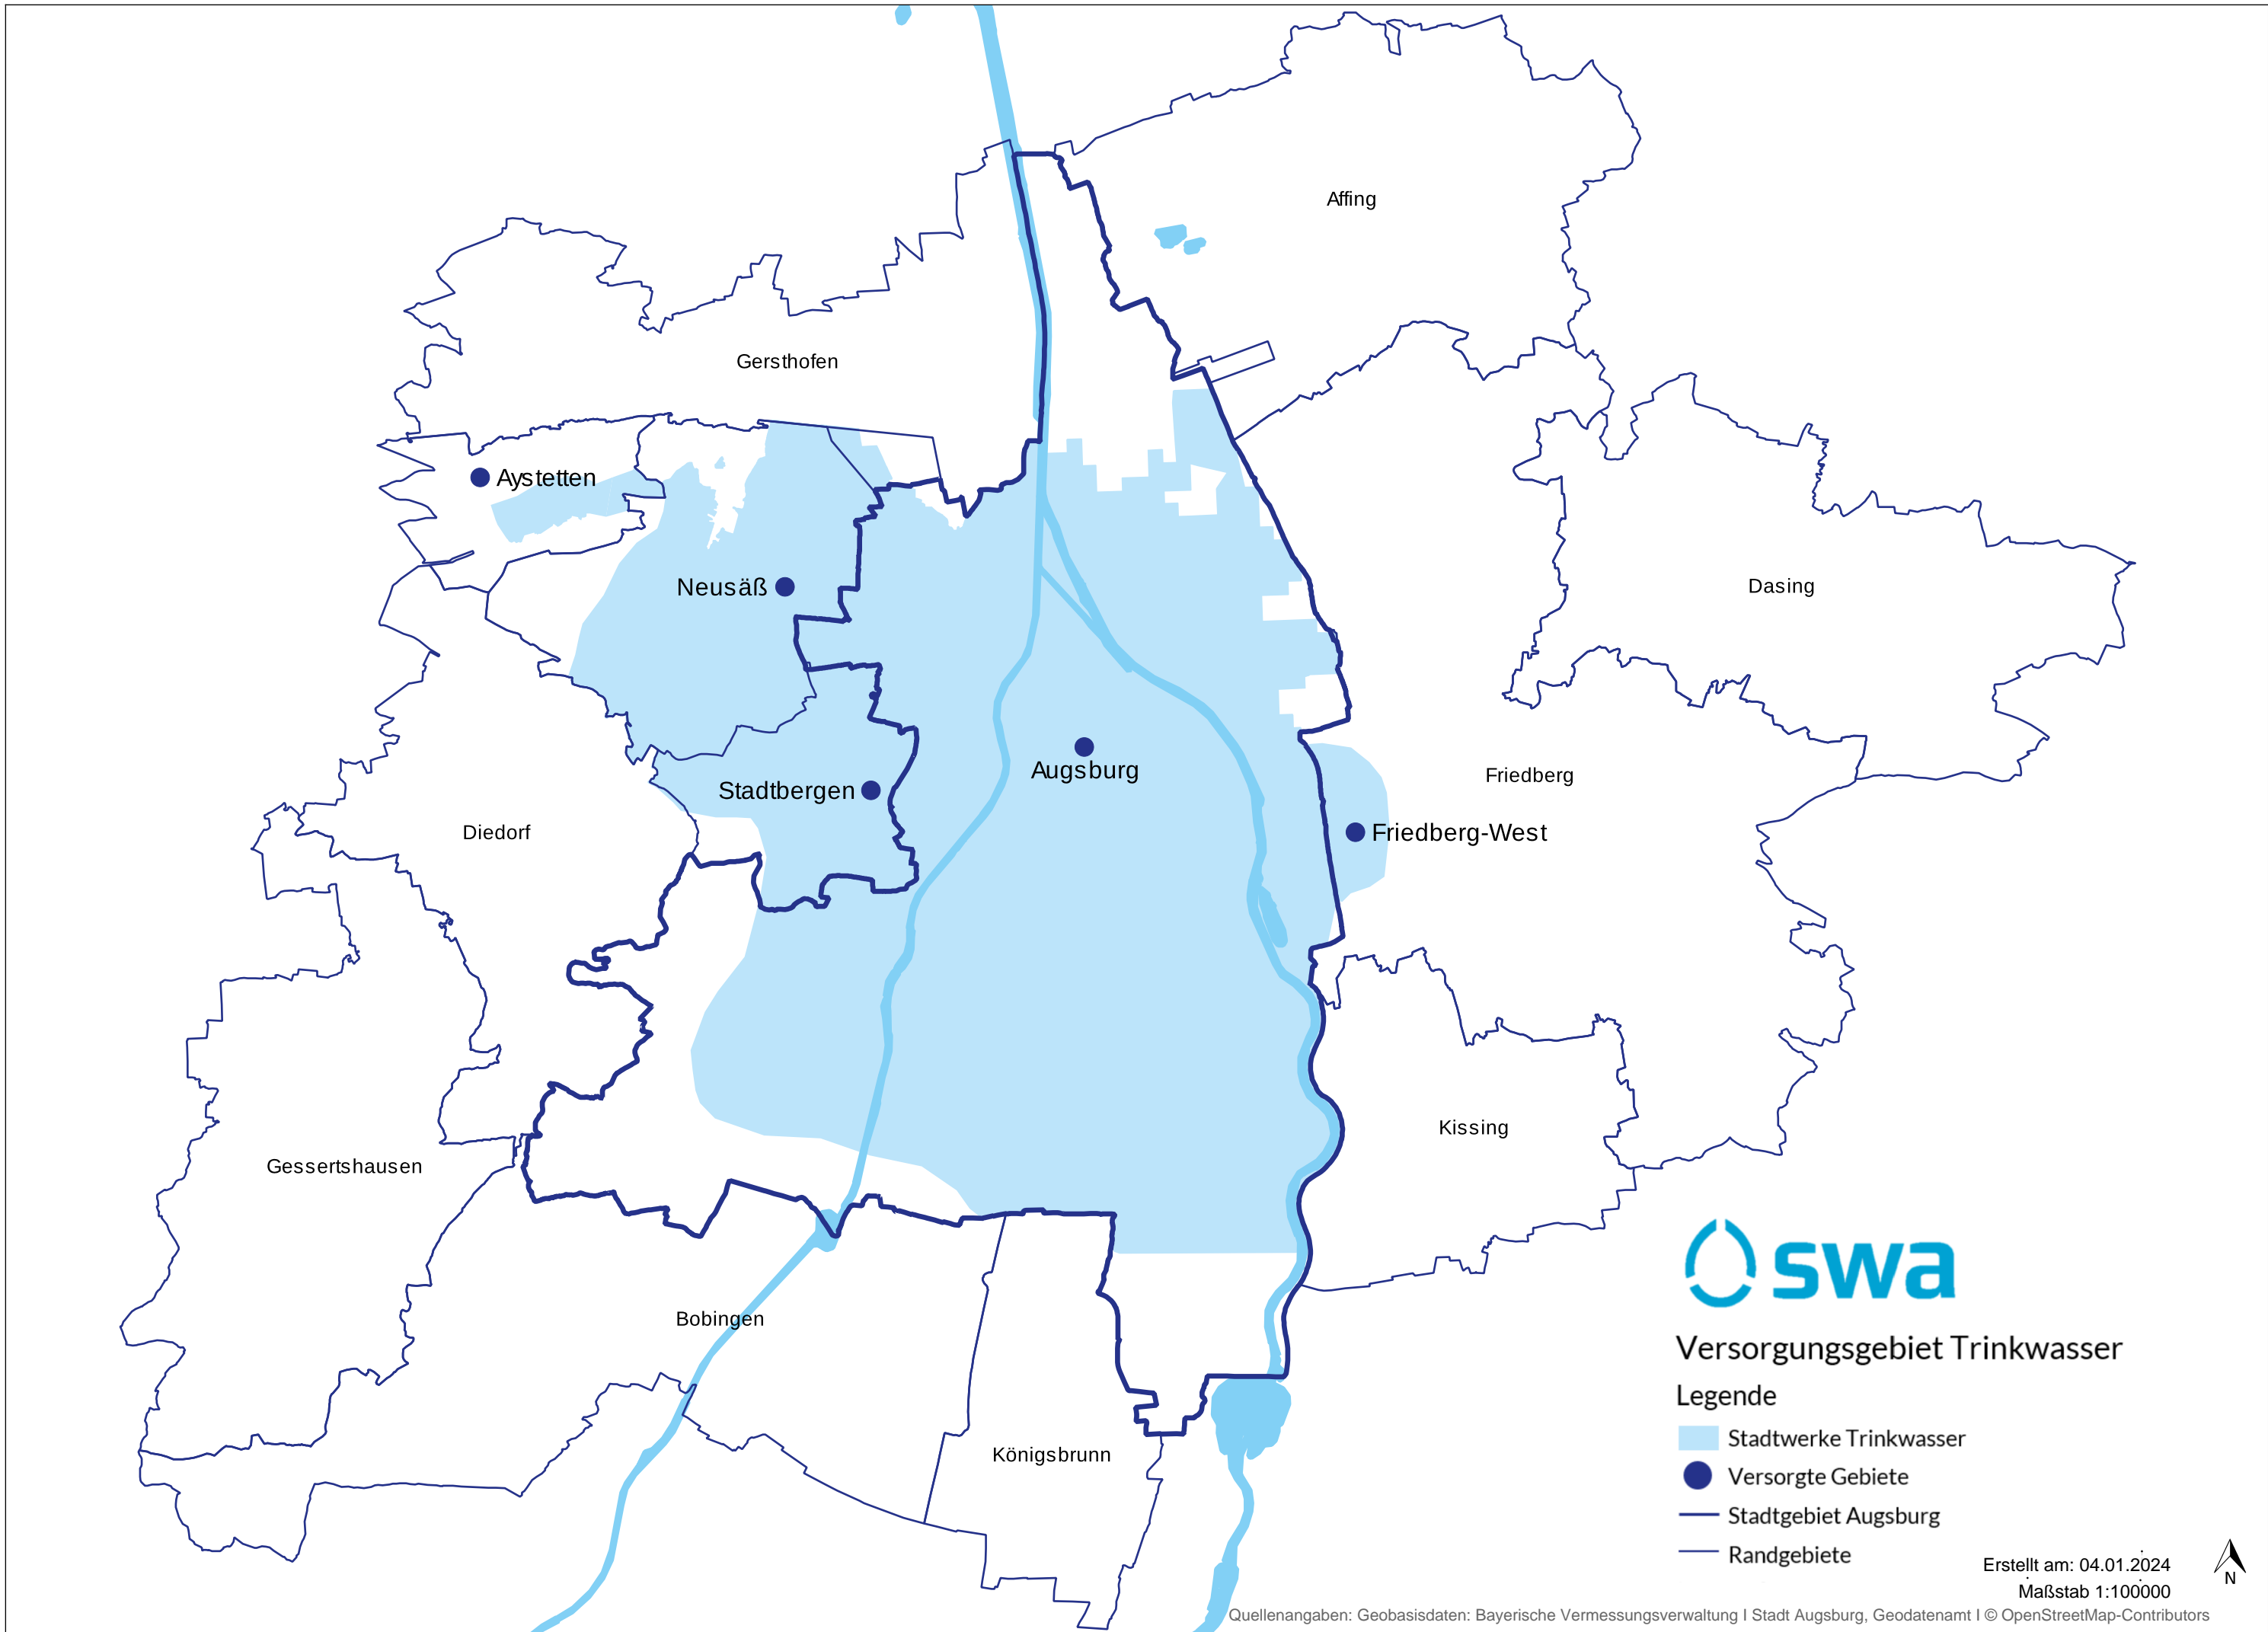 Affing
Gersthofen
Aystetten
Neusäß
Dasing
Augsburg
Friedberg
Stadtbergen
Diedorf
Friedberg-West
Kissing
Gessertshausen
Bobingen
Königsbrunn
swa
Versorgungsgebiet Trinkwasser
Legende
Stadtwerke Trinkwasser
Versorgte Gebiete
Stadtgebiet Augsburg
Randgebiete
Erstellt am: 04.01.2024
Maßstab 1:100000
N
Quellenangaben: Geobasisdaten: Bayerische Vermessungsverwaltung I Stadt Augsburg, Geodatenamt I © OpenStreetMap-Contributors